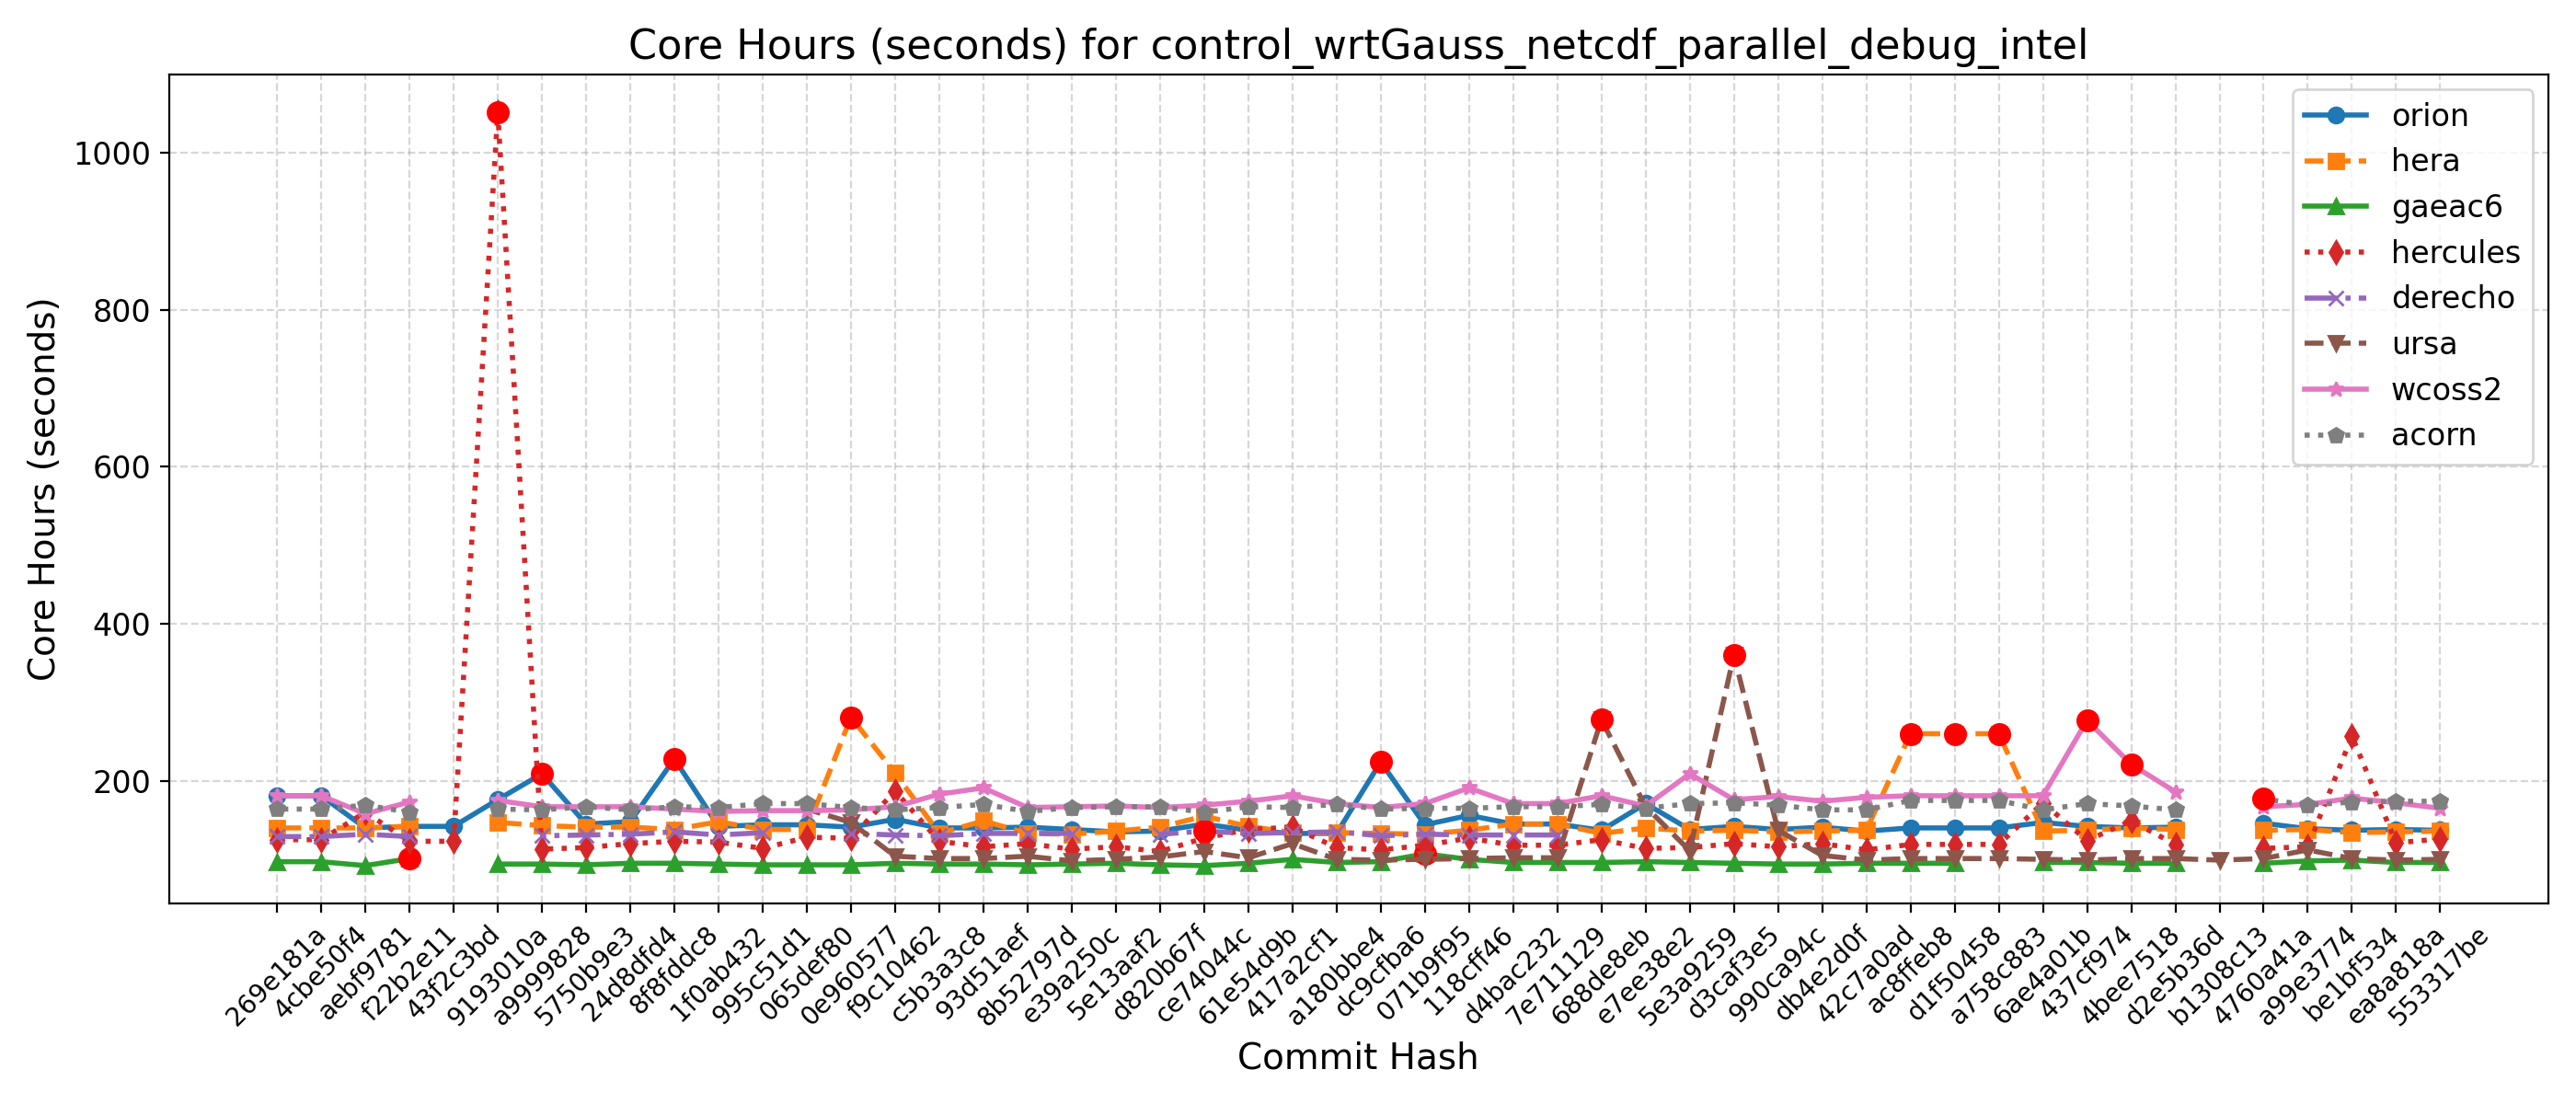 Core Hours (seconds) for control_wrtGauss_netcdf_parallel_debug_intel
Core Hours (seconds)
1000
800
600
400
200
orion
hera
gaeac6
hercules
derecho
ursa
wcoss2
acorn
269e181a
4cbe50f4
aebf9781
f22b2e11
43f2c3bd
9193010a
a9999828
5750b9e3
24d8dfd4
8f8fddc8
1f0ab432
995c51d1
065def80
0e960577
f9c10462
c5b3a3c8
93d51aef
8b52797d
e39a250c
5e13aaf2
d820b67f
ce74044c
61e54d9b
417a2cf1
a180bbe4
dc9cfba6
071b9f95
118cff46
d4bac232
7e711129
688de8eb
e7ee38e2
5e3a9259
d3caf3e5
990ca94c
db4e2d0f
42c7a0ad
ac8ffeb8
d1f50458
a758c883
6ae4a01b
437cf974
4bee7518
d2e5b36d
b1308c13
4760a41a
a99e3774
be1bf534
ea8a818a
553317be
Commit Hash